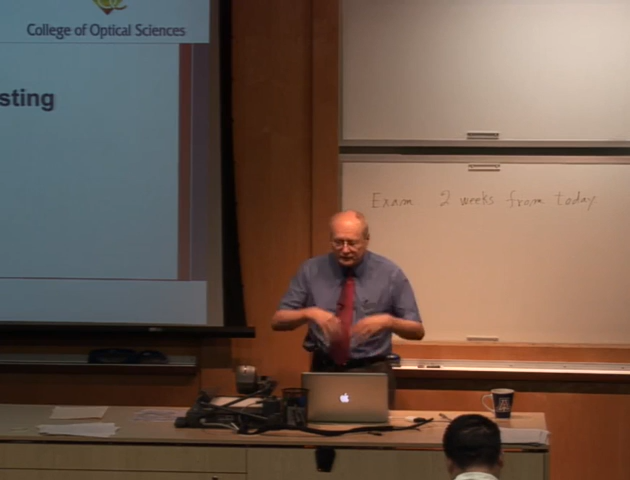 College of Optical Sciences
sting
Exam 2 weeks from today